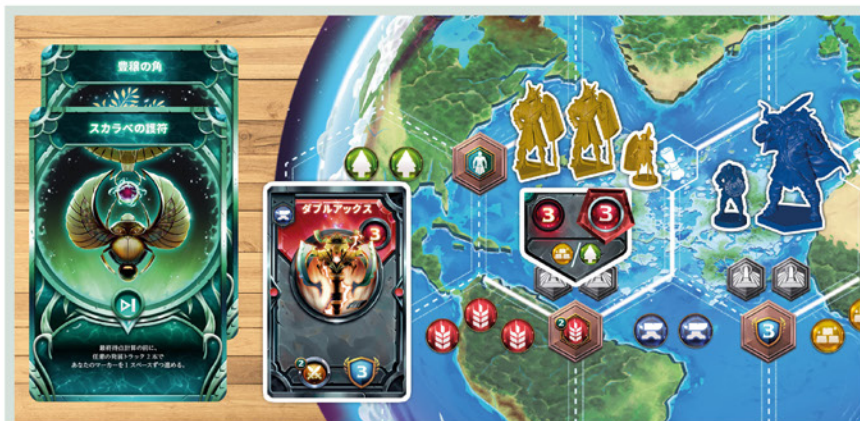 豊穣の角
スカラベの護符
最終得点計算の前に、
任意の発展トラック2本で
あなたのマーカーを1スペースずつ進める。
ダブルアックス
3
2
3
3
3
2
3